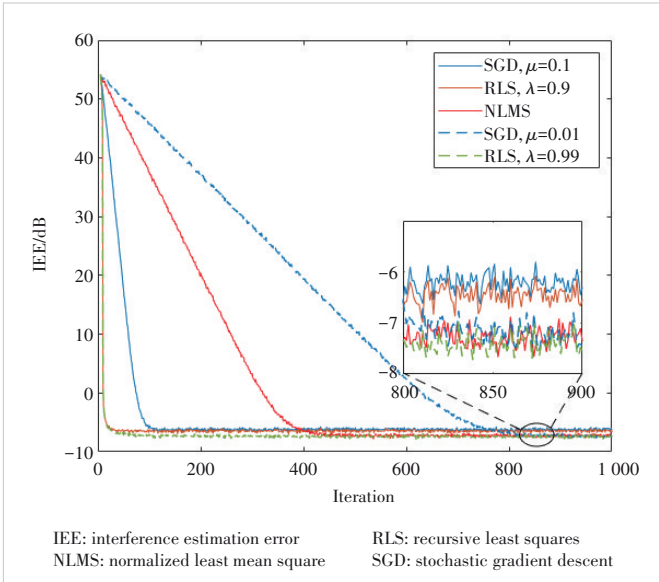 60
50
40
30
20
10
0
−10
IEE/dB
SGD, μ=0.1
RLS, λ=0.9
NLMS
SGD, μ=0.01
RLS, λ=0.99
−6
−7
−8
800 850 900
0 200 400 600 800 1 000
Iteration
IEE: interference estimation error RLS: recursive least squares
NLMS: normalized least mean square SGD: stochastic gradient descent